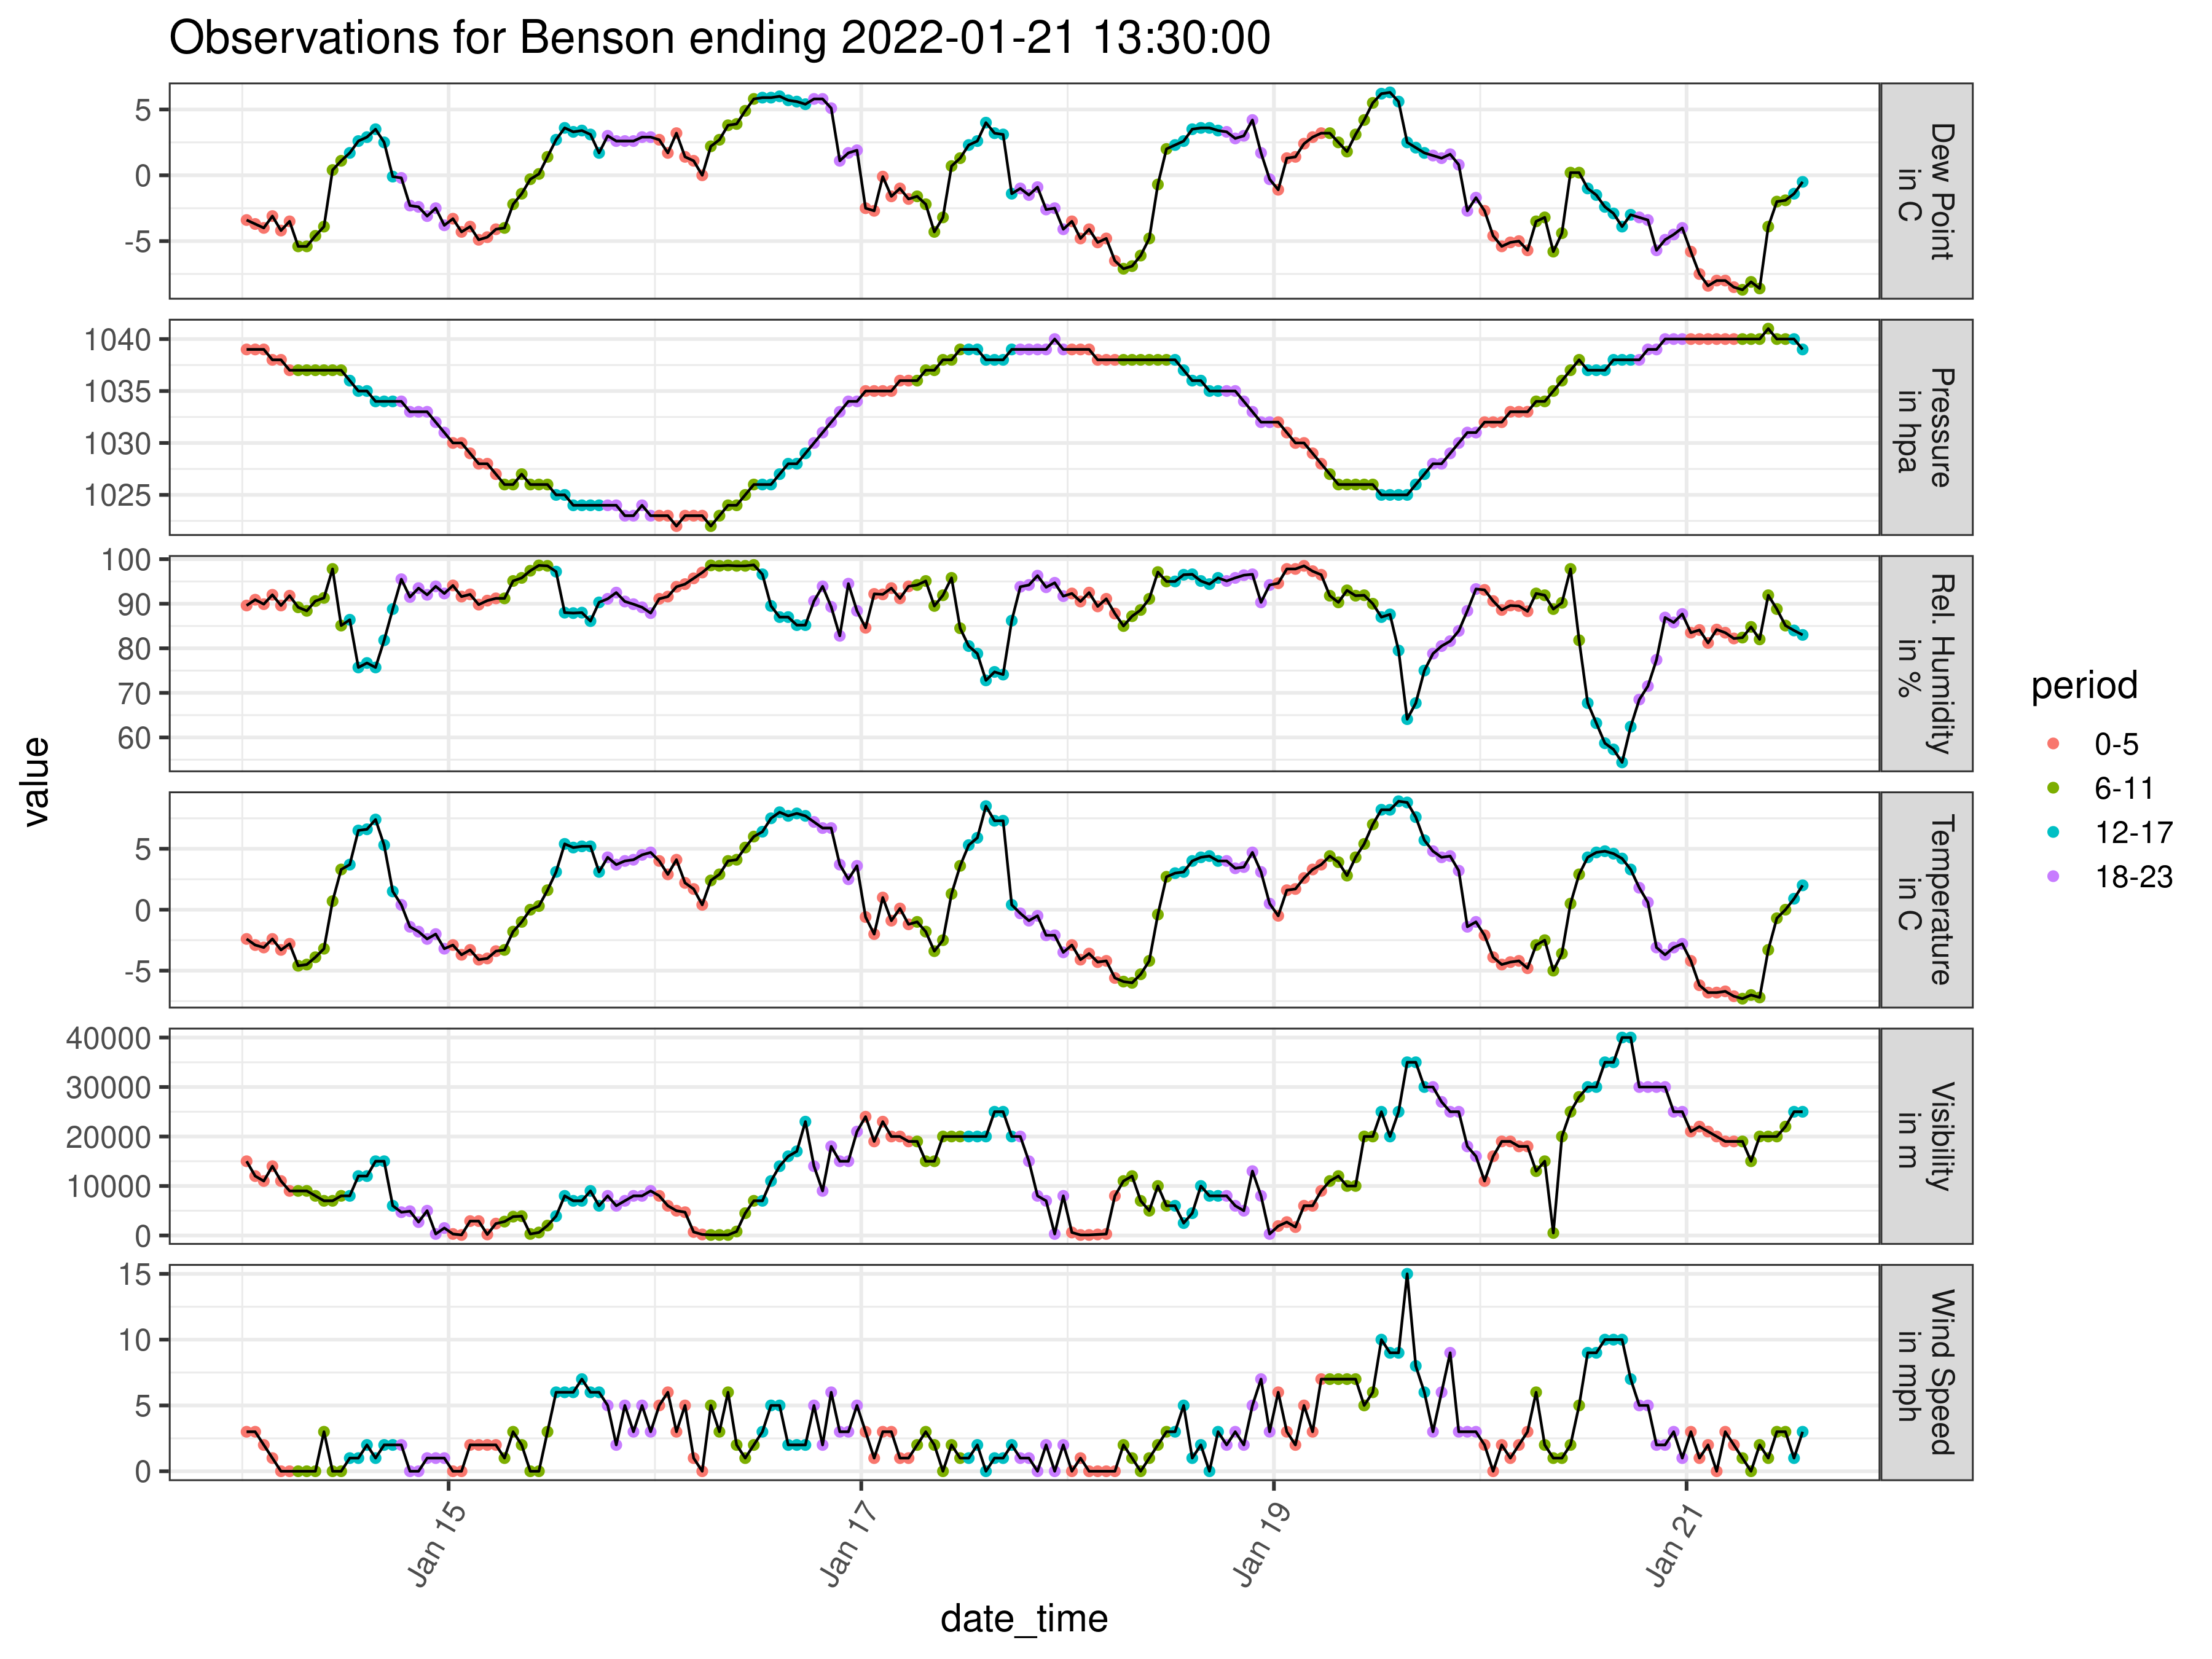 Observations for Benson ending 2022-01-21 13:30:00
value
5
0
-5
Dew Point
in C
1040
1035
1030
1025
Pressure
in hpa
100
90
80
70
60
Rel. Humidity
in %
5
0
-5
Temperature
in C
40000
30000
20000
10000
0
Visibility
in m
15
10
5
0
Wind Speed
in mph
Jan 15
Jan 17
Jan 19
Jan 21
date_time
period
0-5
6-11
12-17
18-23